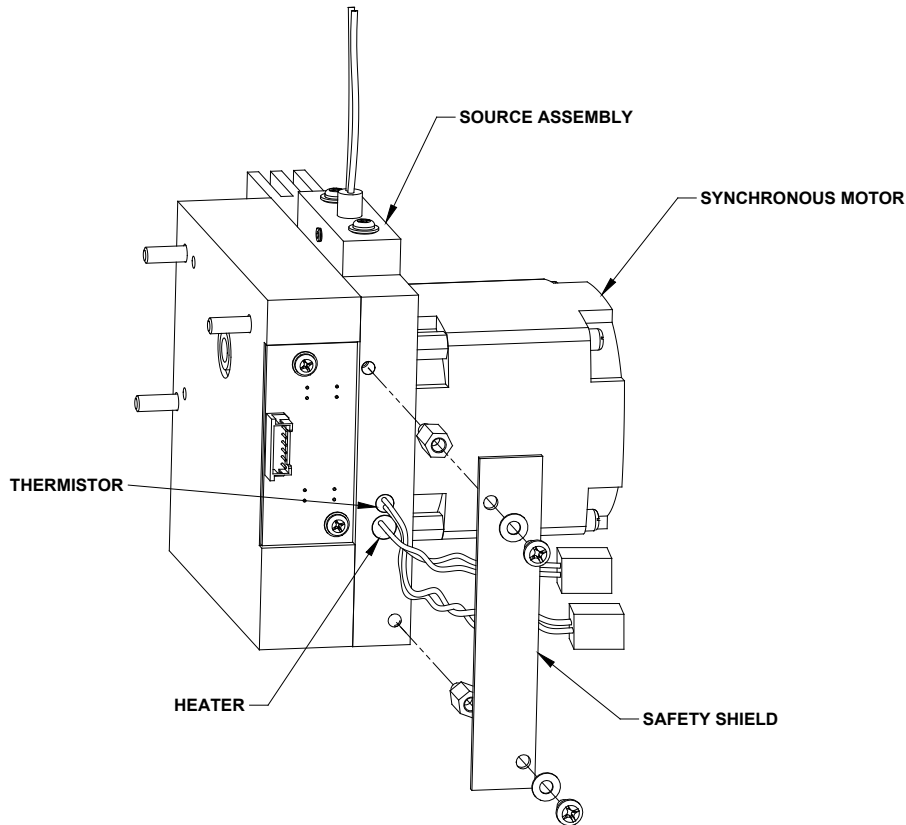 SOURCE ASSEMBLY
SYNCHRONOUS MOTOR
THERMISTOR
HEATER
SAFETY SHIELD